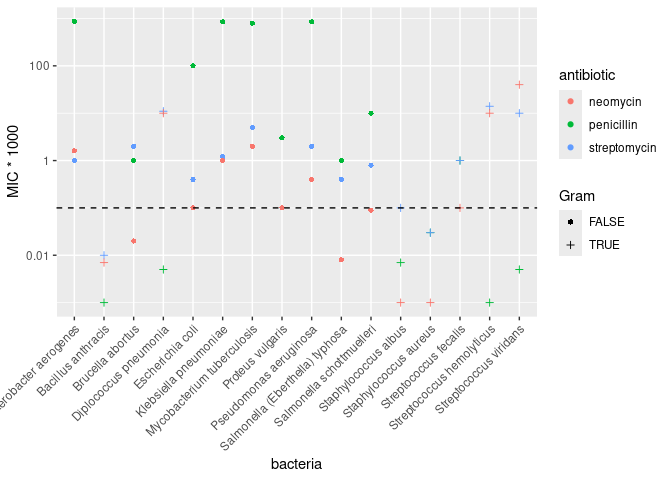 MIC * 1000
100
1
0.01
erobacter aerogenes
Bacillus anthracis
Brucella abortus
Diplococcus pneumonia
Escherichia coli
Klebsiella pneumoniae
Mycobacterium tuberculosis
Proteus vulgaris
Pseudomonas aeruginosa
Salmonella (Eberthella) typhosa
Salmonella schottmuelleri
Staphylococcus albus
Staphylococcus aureus
Streptococcus fecalis
Streptococcus hemolyticus
Streptococcus viridans
bacteria
antibiotic
neomycin
penicillin
streptomycin
Gram
FALSE
TRUE